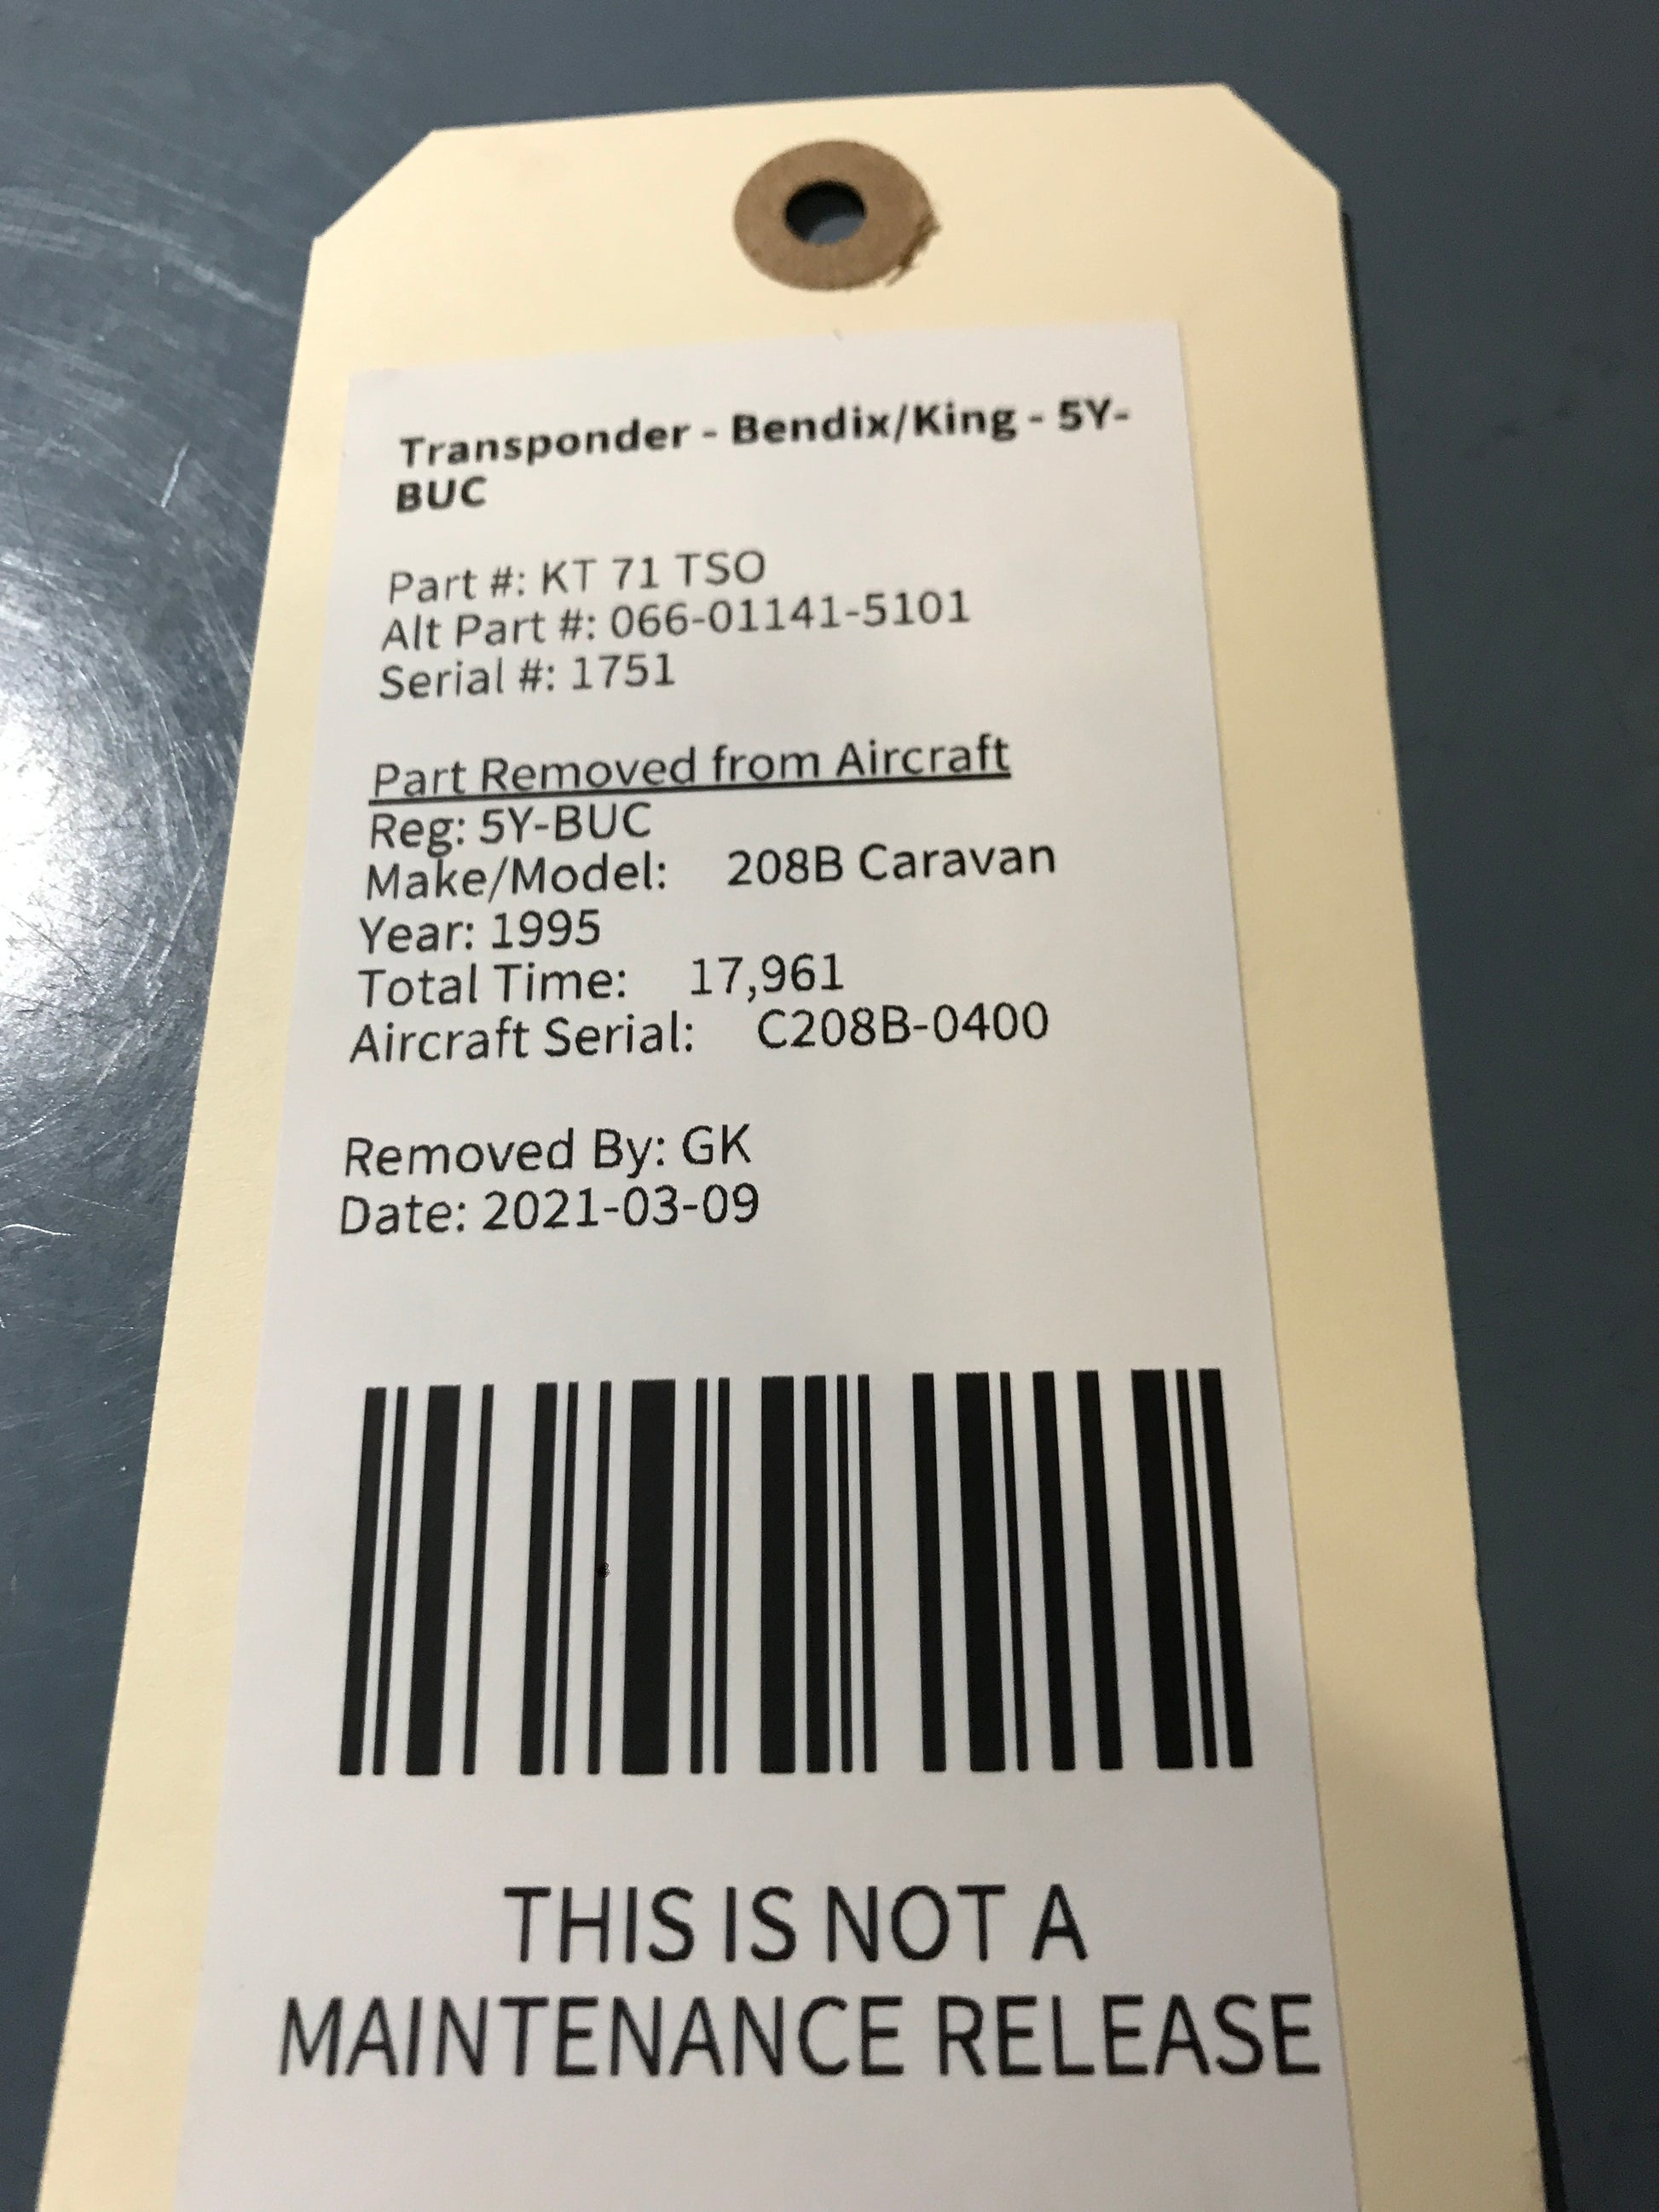 Transponder - Bendix/King - 5Y-
BUC
Part #: KT 71 TSO
Alt Part #: 066-01141-5101
Serial #: 1751
Part Removed from Aircraft
Reg: 5Y-BUC
Make/Model: 208B Caravan
Year: 1995
Total Time: 17,961
Aircraft Serial: C208B-0400
Removed By: GK
Date: 2021-03-09
THIS IS NOT A
MAINTENANCE RELEASE